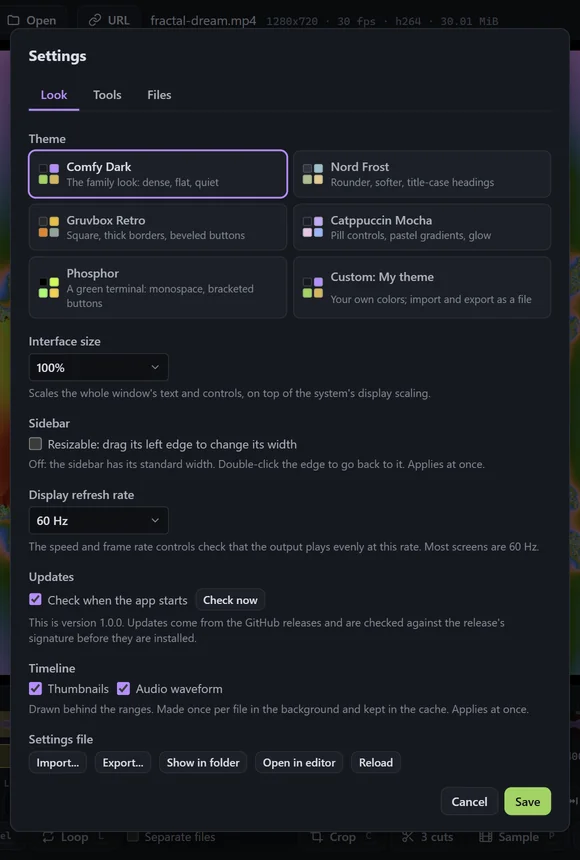 Open URL fractal-dream.mp4 1280x720 · 30 fps · h264 · 30.01 MiB
Settings
Look Tools Files
Theme
Comfy Dark
The family look: dense, flat, quiet
Nord Frost
Rounder, softer, title-case headings
Gruvbox Retro
Square, thick borders, beveled buttons
Catppuccin Mocha
Pill controls, pastel gradients, glow
Phosphor
A green terminal: monospace, bracketed
buttons
Custom: My theme
Your own colors; import and export as a file
Interface size
100%
Scales the whole window's text and controls, on top of the system's display scaling.
Sidebar
Resizable: drag its left edge to change its width
Off: the sidebar has its standard width. Double-click the edge to go back to it. Applies at once.
Display refresh rate
60 Hz
The speed and frame rate controls check that the output plays evenly at this rate. Most screens are 60 Hz.
Updates
Check when the app starts Check now
This is version 1.0.0. Updates come from the GitHub releases and are checked against the release's
signature before they are installed.
Timeline
Thumbnails Audio waveform
Drawn behind the ranges. Made once per file in the background and kept in the cache. Applies at once.
Settings file
Import... Export... Show in folder Open in editor Reload
Cancel Save
Loop L Separate files Crop C 3 cuts Sample P